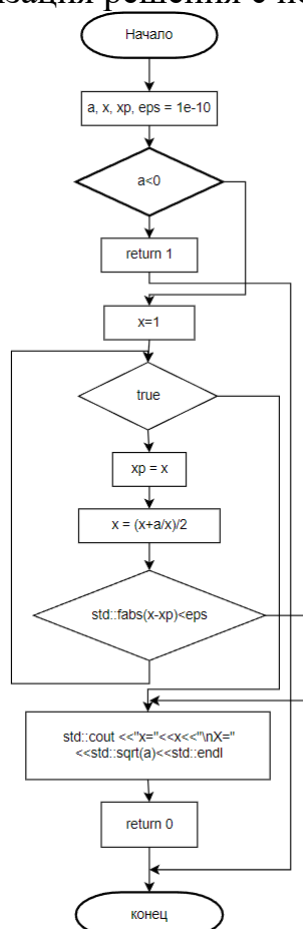 решения с
Начало
a, x, xp, eps = 1e-10
a<0
return 1
x=1
true
xp = x
x = (x+a/x)/2
std::fabs(x-xp)<eps
std::cout <<"x="<<x<<"\nX="
<<std::sqrt(a)<<std::endl
return 0
конец